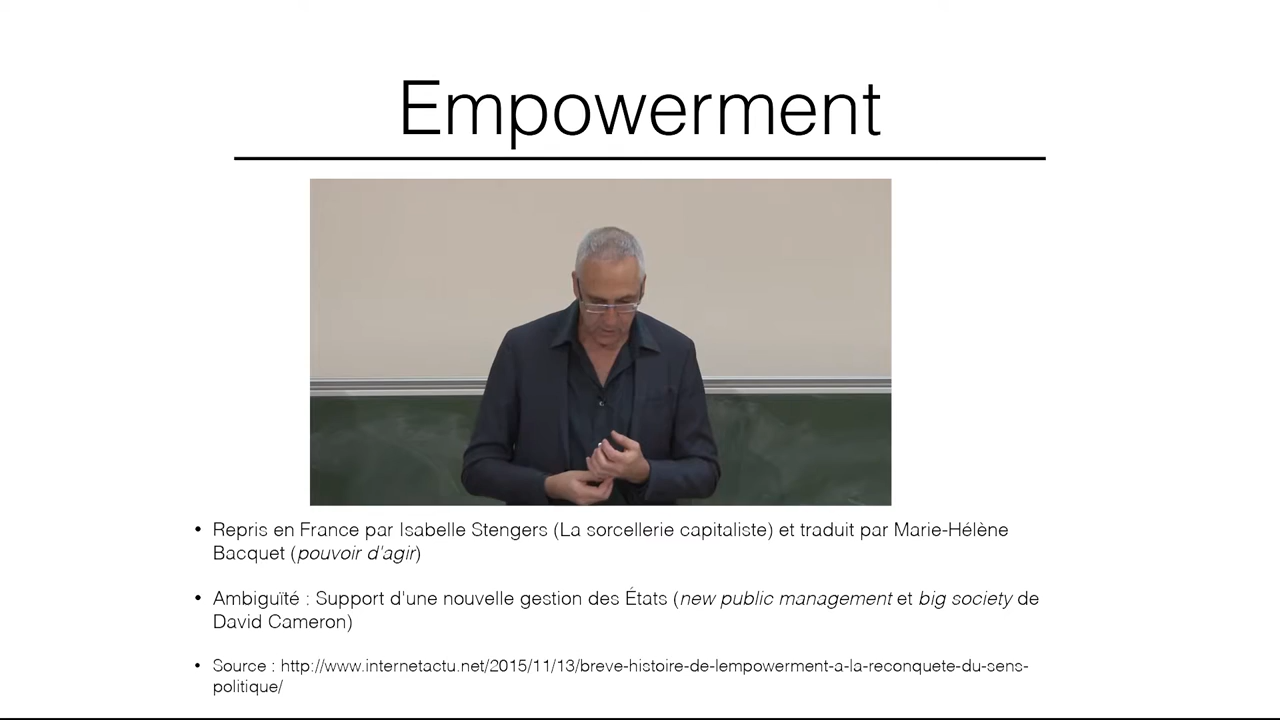 Empowerment
• Repris en France par Isabelle Stengers (La sorcellerie capitaliste) et traduit par Marie-Hélène
Bacquet (pouvoir d'agir)
• Ambiguïté : Support d'une nouvelle gestion des États (new public management et big society de
David Cameron)
• Source : http://www.internetactu.net/2015/11/13/breve-histoire-de-lempowerment-a-la-reconquete-du-sens-
politique/